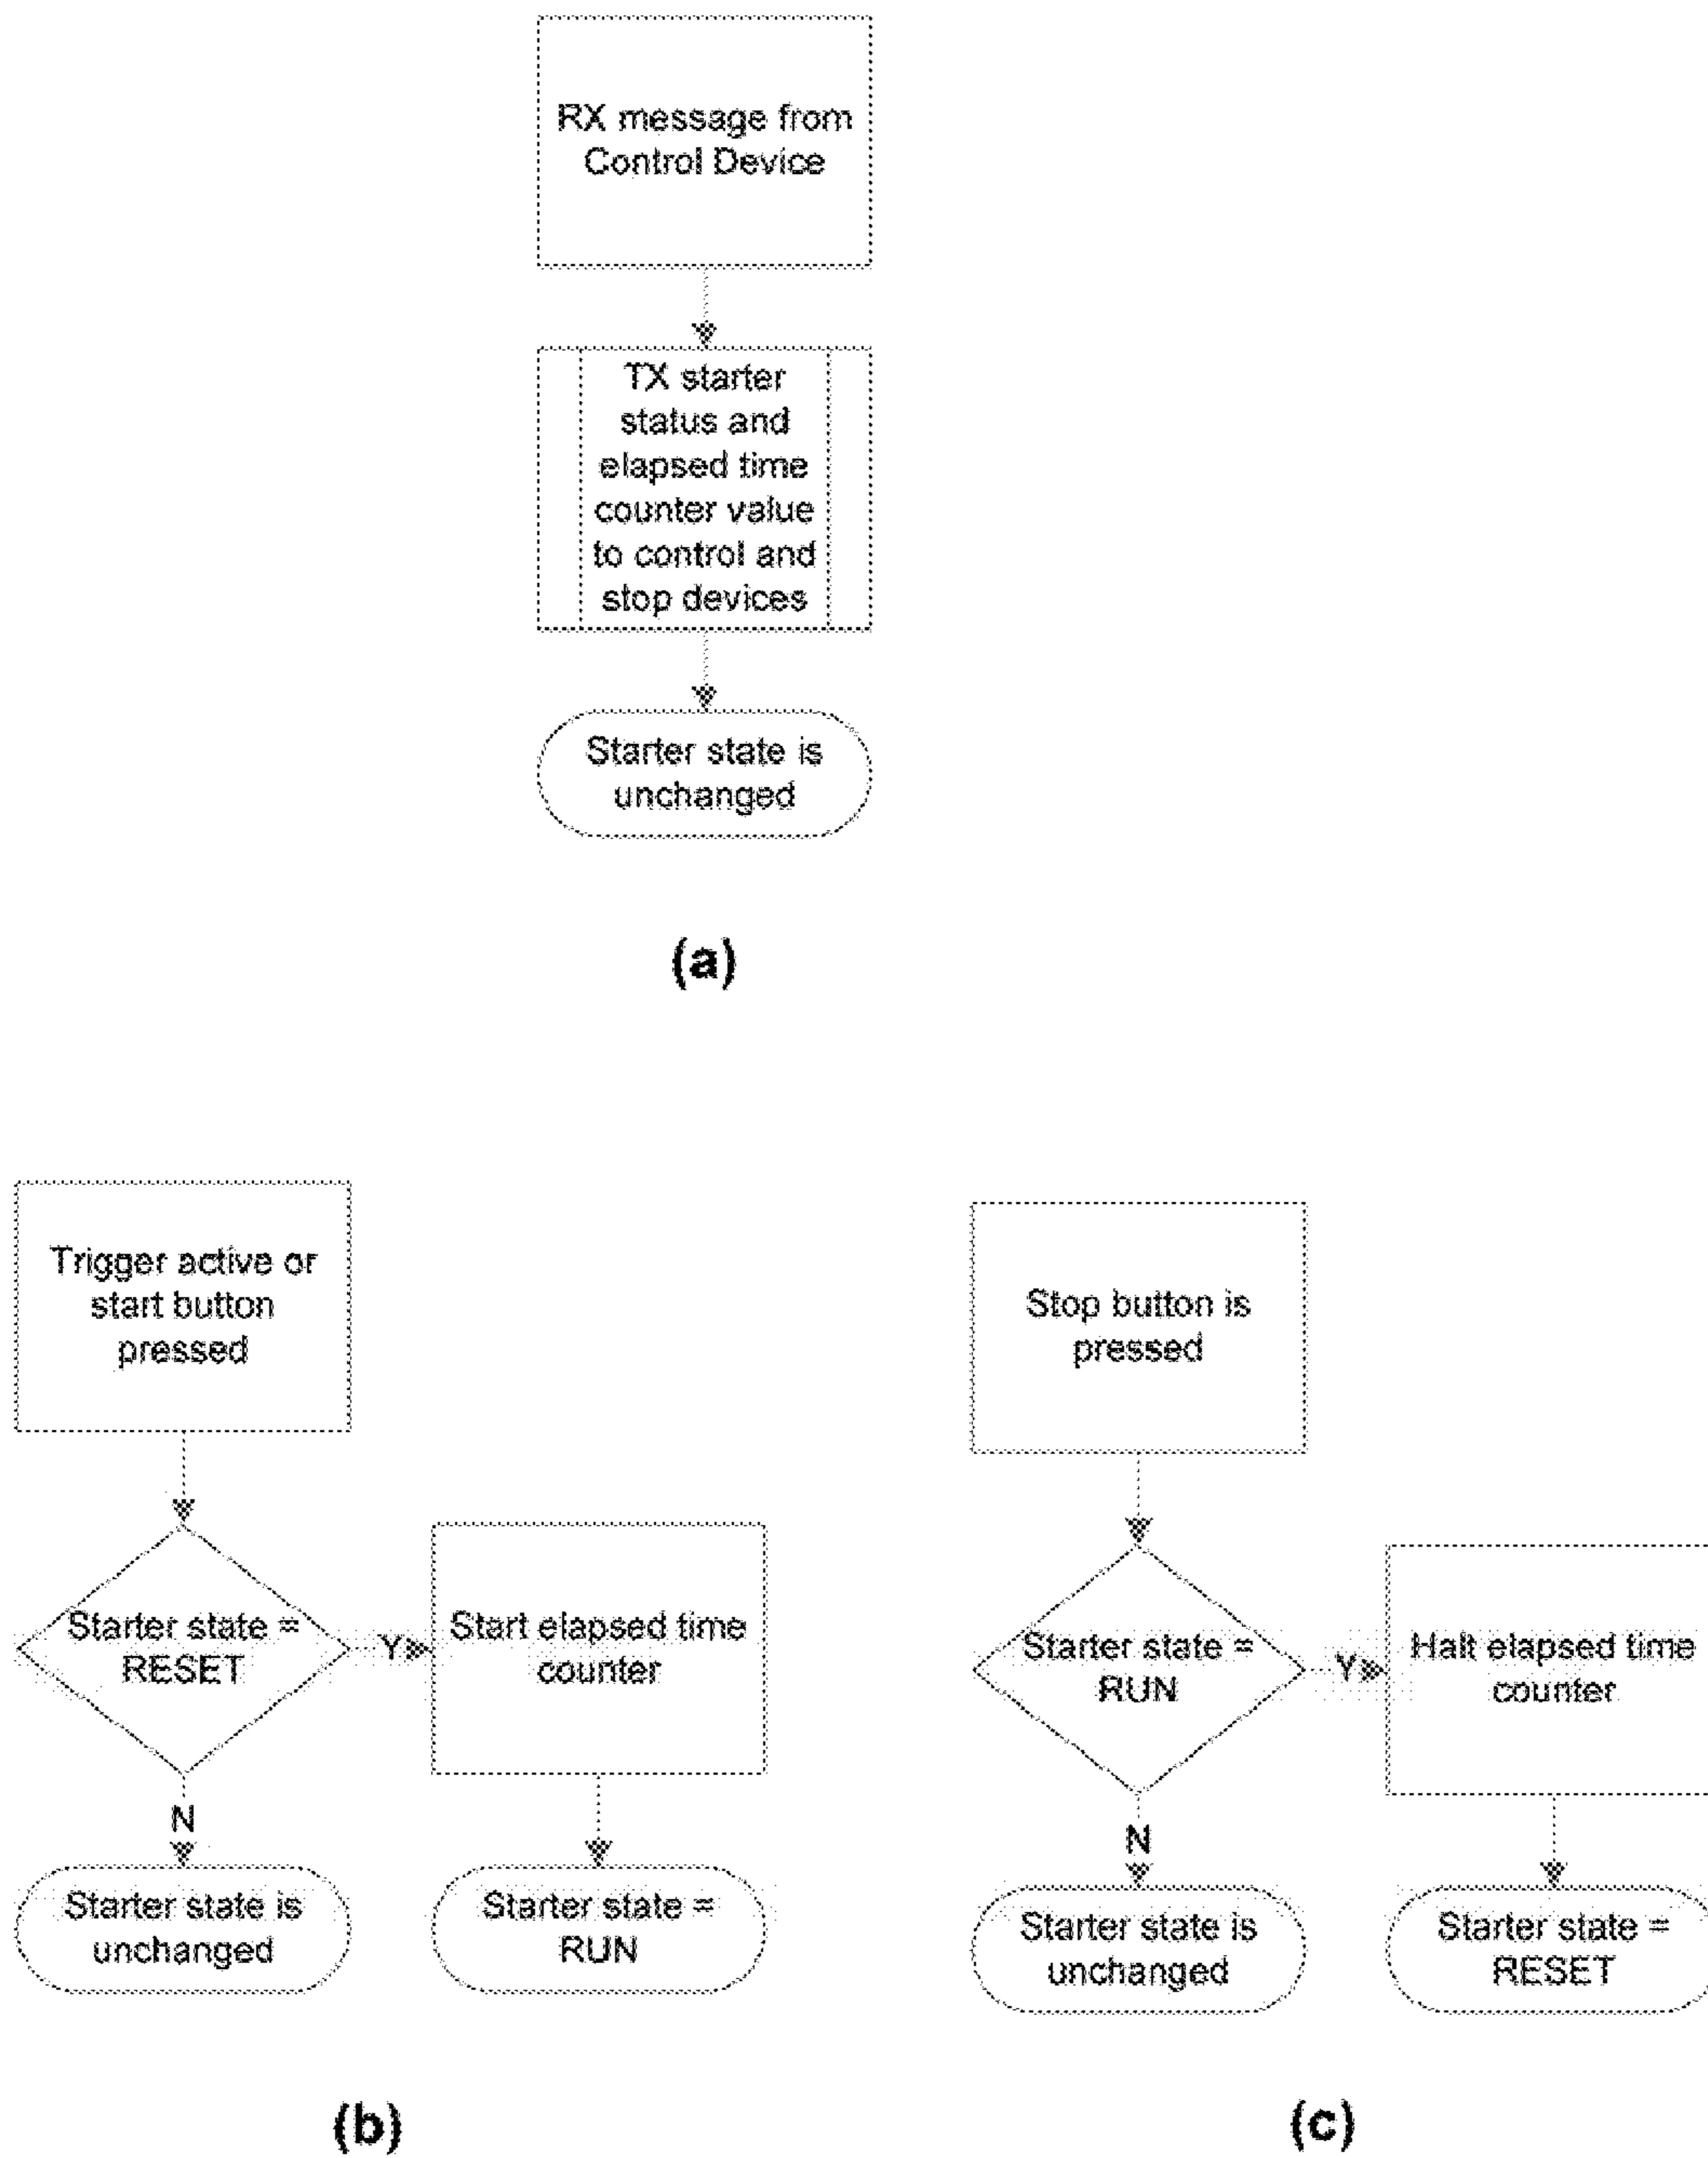 RX message from
Control Device
TX starter
status and
elapsed time
counter value
to control and
stop devices
Starter state is
unchanged
(a)
Trigger active or
start button
pressed
Starter state =
RESET
Y
Start elapsed time
counter
N
Starter state is
unchanged
Starter state =
RUN
(b)
Stop button is
pressed
Starter state =
RUN
Y
Halt elapsed time
counter
N
Starter state is
unchanged
Starter state =
RESET
(c)